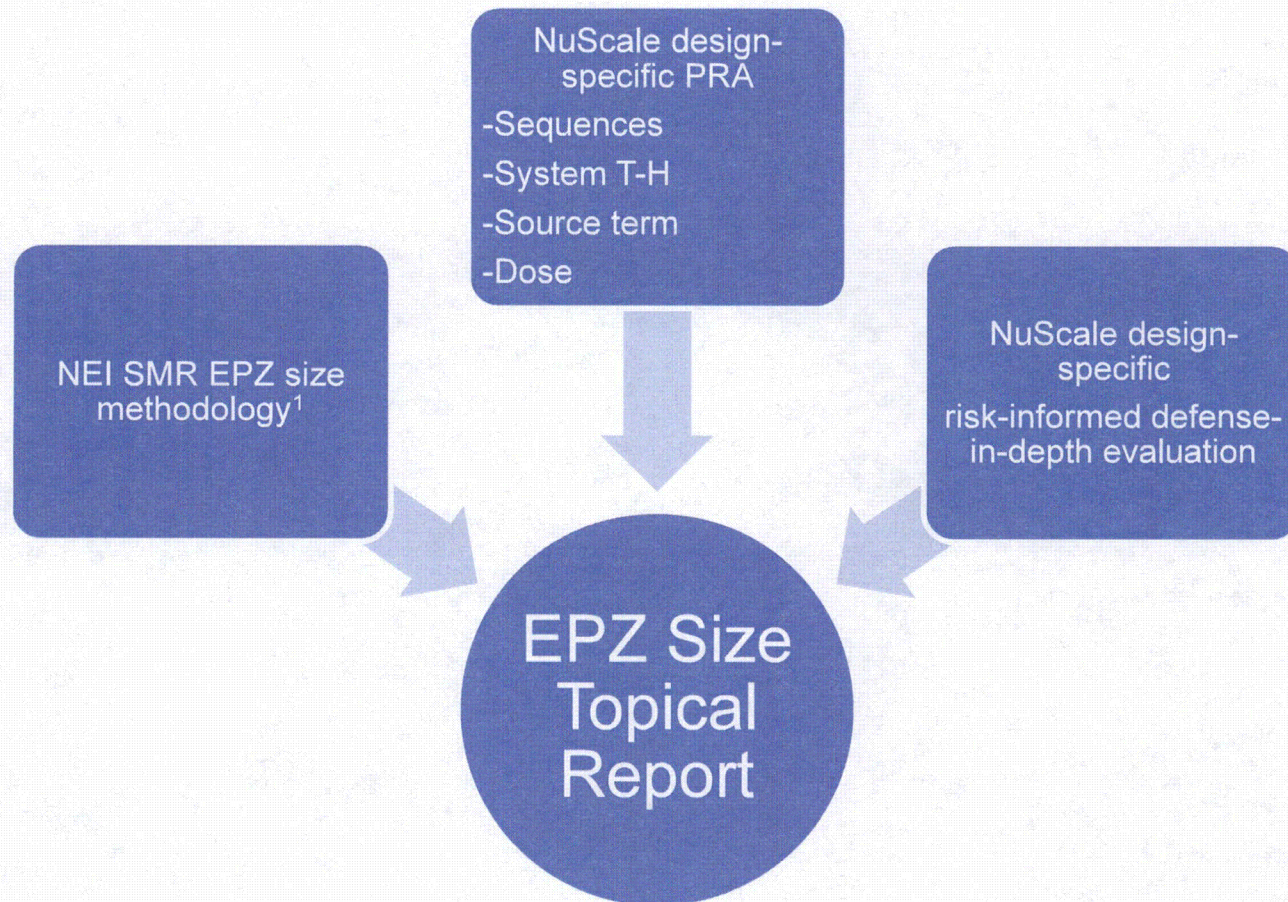 NuScale design-
specific PRA
-Sequences
-System T-H
-Source term
-Dose
NEI SMR EPZ size
methodology¹
NuScale design-
specific
risk-informed defense-
in-depth evaluation
EPZ Size
Topical
Report